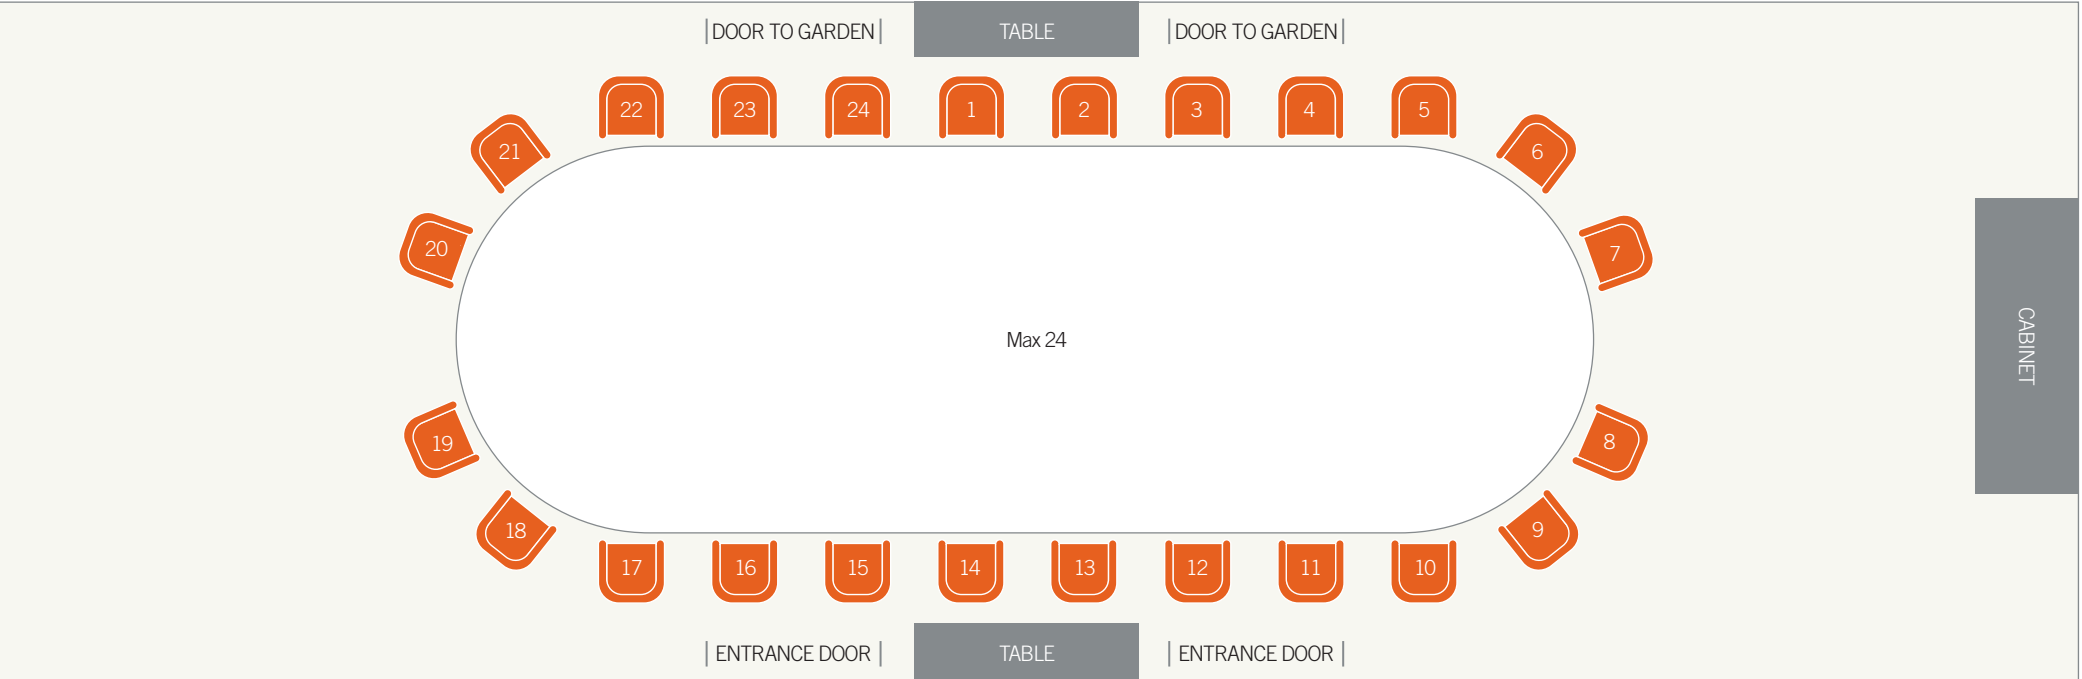 |DOOR TO GARDEN| TABLE |DOOR TO GARDEN|
22 23 24 1 2 3 4 5
21 6
20 7
Max 24
CABINET
19 8
18 9
17 16 15 14 13 12 11 10
|ENTRANCE DOOR| TABLE |ENTRANCE DOOR|